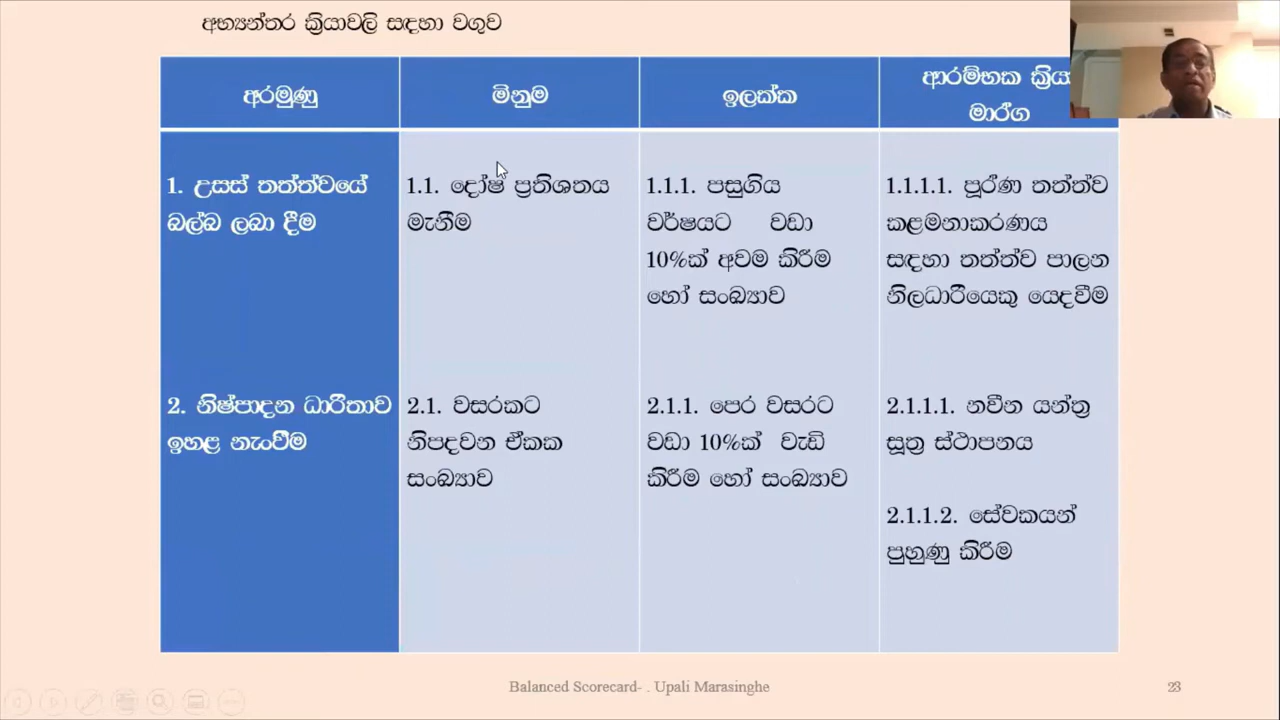 අභ්‍යන්තර ක්‍රියාවලි සඳහා වගුව
අරමුණු
මිනුම
ඉලක්ක
ආරම්භක ක්‍රියා
මාර්ග
1. උසස් තත්ත්වයේ
බල්බ ලබා දීම
1.1. දෝෂ ප්‍රතිශතය
මැනීම
1.1.1. පසුගිය
වර්ෂයට වඩා
10%ක් අවම කිරීම
හෝ සංඛ්‍යාව
1.1.1.1. පූර්ණ තත්ත්ව
කළමනාකරණය
සඳහා තත්ත්ව පාලන
නිලධාරීයෙකු යෙදවීම
2. නිෂ්පාදන ධාරීතාව
ඉහළ නැංවීම
2.1. වසරකට
නිපදවන ඒකක
සංඛ්‍යාව
2.1.1. පෙර වසරට
වඩා 10%ක් වැඩි
කිරීම හෝ සංඛ්‍යාව
2.1.1.1. නවීන යන්ත්‍ර
සූත්‍ර ස්ථාපනය
2.1.1.2. සේවකයන්
පුහුණු කිරීම
Balanced Scorecard- . Upali Marasinghe
23